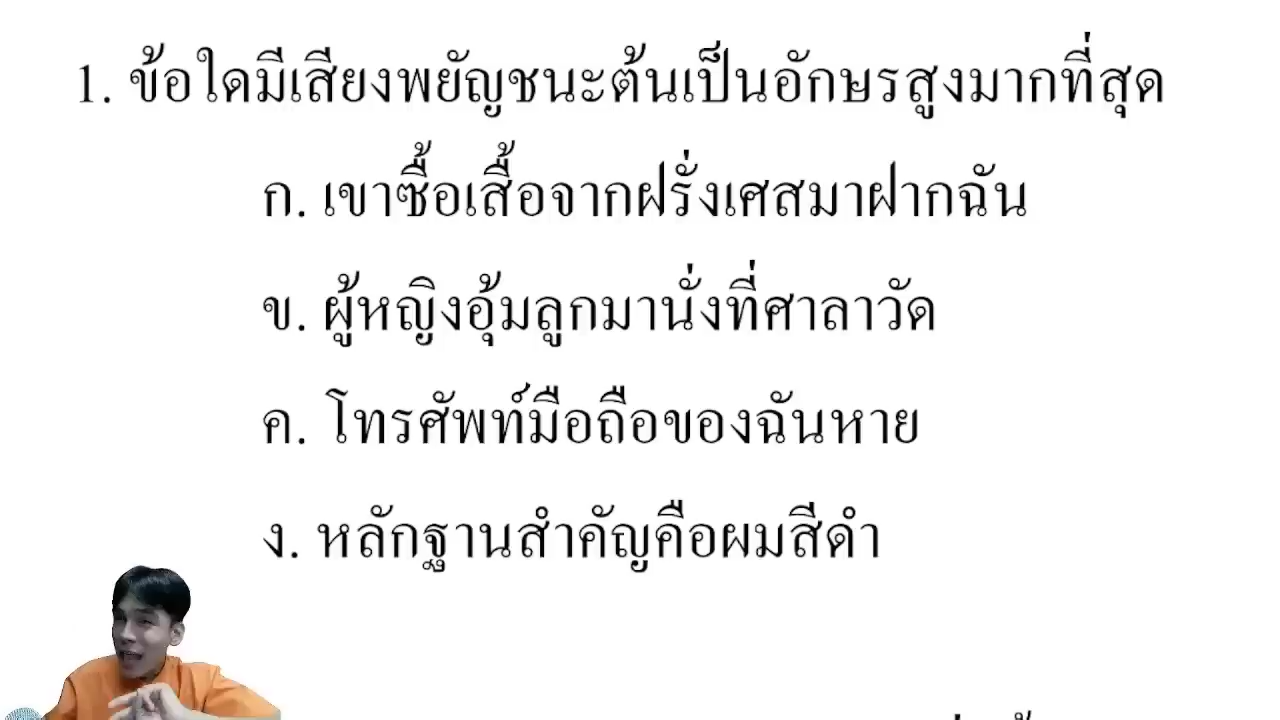 1. ข้อใดมีเสียงพยัญชนะต้นเป็นอักษรสูงมากที่สุด
ก. เขาซื้อเสื้อจากฝรั่งเศสมาฝากฉัน
ข. ผู้หญิงอุ้มลูกมานั่งที่ศาลาวัด
ค. โทรศัพท์มือถือของฉันหาย
ง. หลักฐานสำคัญคือผมสีดำ